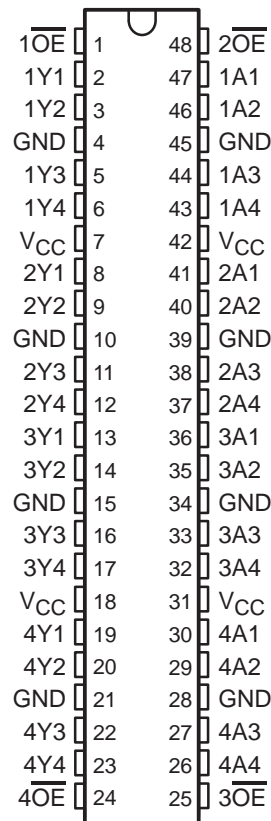 1O̅E̅ 1 48 2O̅E̅
1Y1 2 47 1A1
1Y2 3 46 1A2
GND 4 45 GND
1Y3 5 44 1A3
1Y4 6 43 1A4
VCC 7 42 VCC
2Y1 8 41 2A1
2Y2 9 40 2A2
GND 10 39 GND
2Y3 11 38 2A3
2Y4 12 37 2A4
3Y1 13 36 3A1
3Y2 14 35 3A2
GND 15 34 GND
3Y3 16 33 3A3
3Y4 17 32 3A4
VCC 18 31 VCC
4Y1 19 30 4A1
4Y2 20 29 4A2
GND 21 28 GND
4Y3 22 27 4A3
4Y4 23 26 4A4
4O̅E̅ 24 25 3O̅E̅